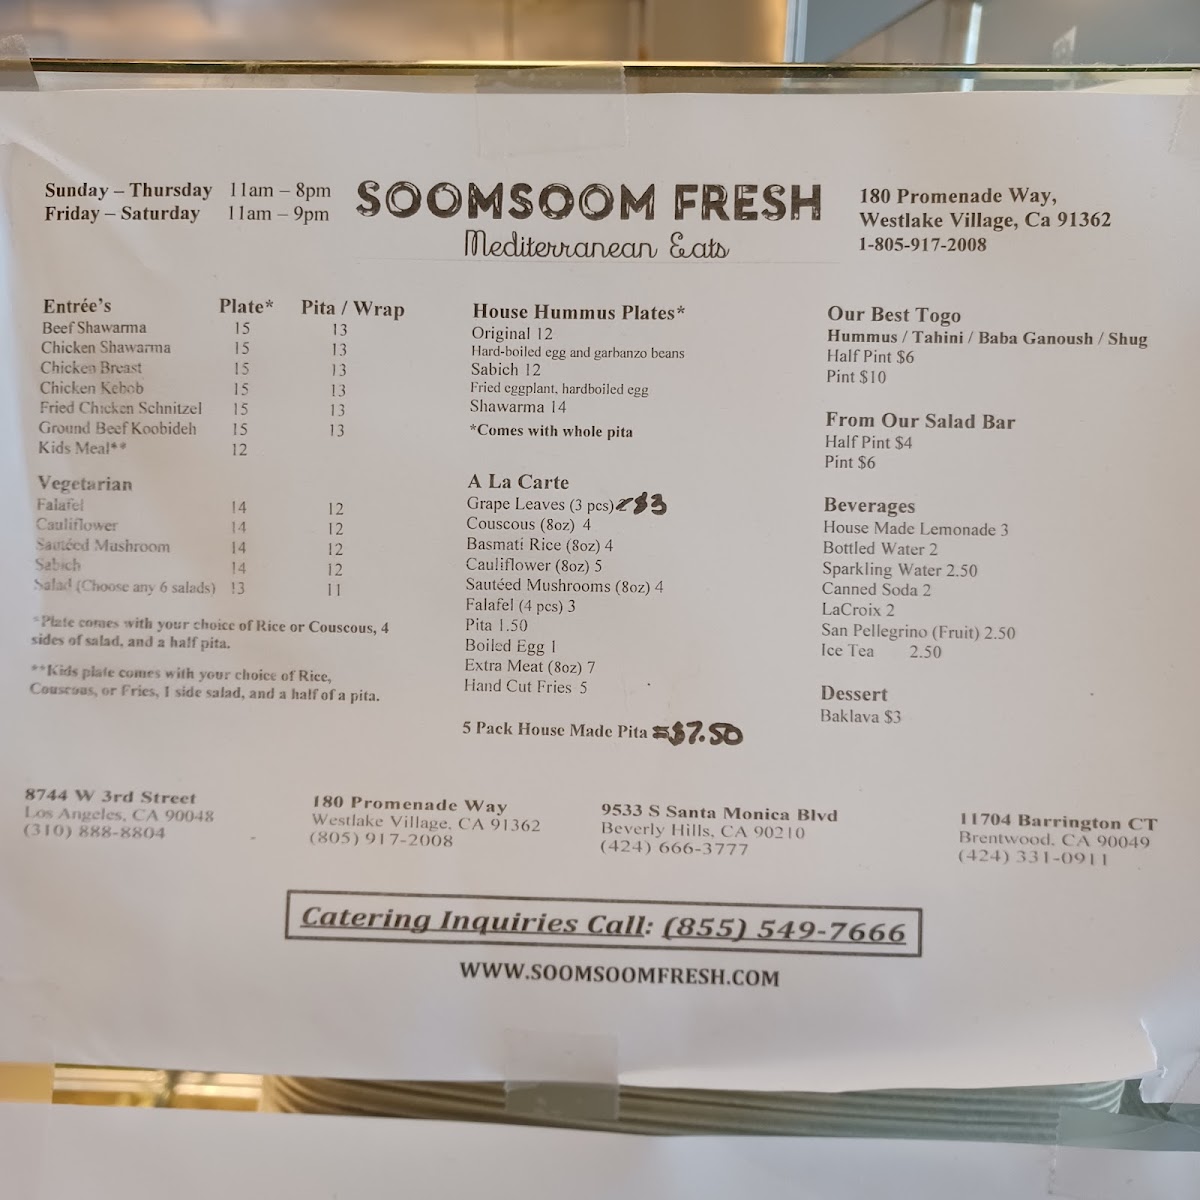 Sunday – Thursday 11am – 8pm
Friday – Saturday 11am – 9pm
SOOMSOOM FRESH
Mediterranean Eats
180 Promenade Way,
Westlake Village, Ca 91362
1-805-917-2008
Entrée's Plate* Pita / Wrap
Beef Shawarma 15 13
Chicken Shawarma 15 13
Chicken Breast 15 13
Chicken Kebob 15 13
Fried Chicken Schnitzel 15 13
Ground Beef Koobideh 15 13
Kids Meal** 12
Vegetarian
Falafel 14 12
Cauliflower 14 12
Sautéed Mushroom 14 12
Sabich 14 12
Salad (Choose any 6 salads) 13 11
*Plate comes with your choice of Rice or Couscous, 4
sides of salad, and a half pita.
**Kids plate comes with your choice of Rice,
Couscous, or Fries, 1 side salad, and a half of a pita.
House Hummus Plates*
Original 12
Hard-boiled egg and garbanzo beans
Sabich 12
Fried eggplant, hardboiled egg
Shawarma 14
*Comes with whole pita
A La Carte
Grape Leaves (3 pcs) $3
Couscous (8oz) 4
Basmati Rice (8oz) 4
Cauliflower (8oz) 5
Sautéed Mushrooms (8oz) 4
Falafel (4 pcs) 3
Pita 1.50
Boiled Egg 1
Extra Meat (8oz) 7
Hand Cut Fries 5
5 Pack House Made Pita =$7.50
Our Best Togo
Hummus / Tahini / Baba Ganoush / Shug
Half Pint $6
Pint $10
From Our Salad Bar
Half Pint $4
Pint $6
Beverages
House Made Lemonade 3
Bottled Water 2
Sparkling Water 2.50
Canned Soda 2
LaCroix 2
San Pellegrino (Fruit) 2.50
Ice Tea 2.50
Dessert
Baklava $3
8744 W 3rd Street
Los Angeles, CA 90048
(310) 888-8804
180 Promenade Way
Westlake Village, CA 91362
(805) 917-2008
9533 S Santa Monica Blvd
Beverly Hills, CA 90210
(424) 666-3777
11704 Barrington CT
Brentwood, CA 90049
(424) 331-0911
Catering Inquiries Call: (855) 549-7666
WWW.SOOMSOOMFRESH.COM